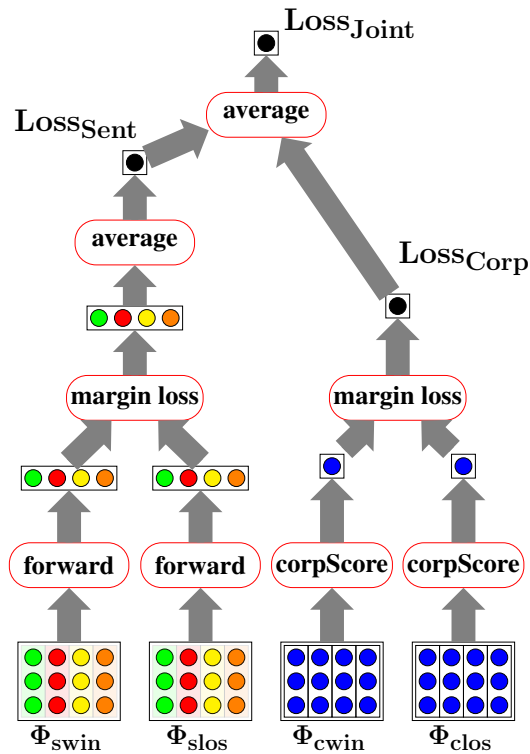 Loss_Joint
average
Loss_Sent
average
Loss_Corp
margin loss
margin loss
forward
forward
corpScore
corpScore
Φ_swin
Φ_slos
Φ_cwin
Φ_clos